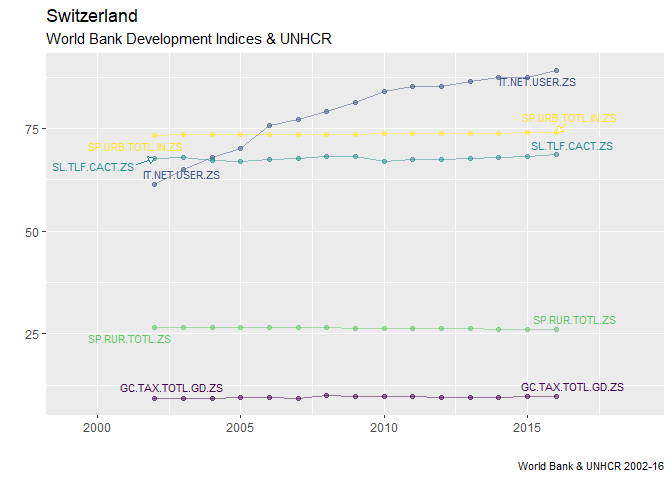 Switzerland
World Bank Development Indices & UNHCR
IT.NET.USER.ZS
SP.URB.TOTL.IN.ZS
75
SP.URB.TOTL.IN.ZS
SL.TLF.CACT.ZS
SL.TLF.CACT.ZS
IT.NET.USER.ZS
50
SP.RUR.TOTL.ZS
25
SP.RUR.TOTL.ZS
GC.TAX.TOTL.GD.ZS
GC.TAX.TOTL.GD.ZS
2000 2005 2010 2015
World Bank & UNHCR 2002-16